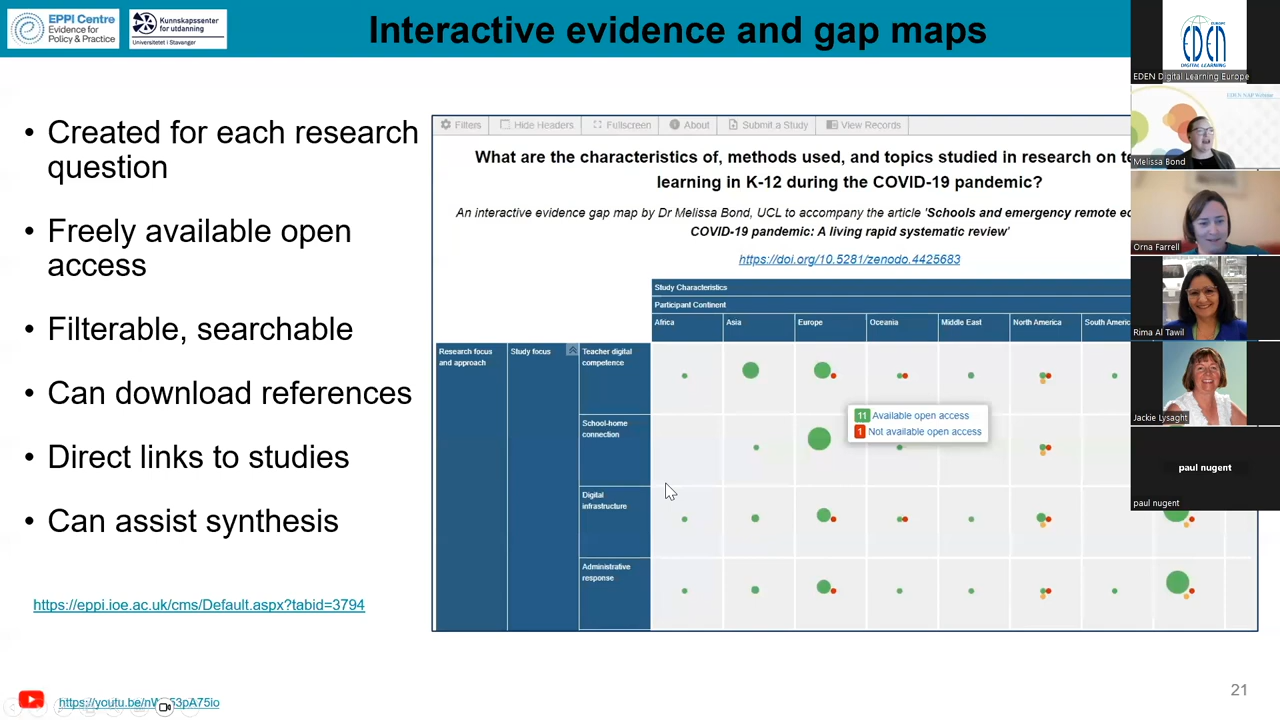 EPPI Centre
Evidence for
Policy & Practice
Kunnskapssenter
for utdanning
Universitetet i Stavanger
Interactive evidence and gap maps
• Created for each research
question
• Freely available open
access
• Filterable, searchable
• Can download references
• Direct links to studies
• Can assist synthesis
https://eppi.ioe.ac.uk/cms/Default.aspx?tabid=3794
Filters
Hide Headers
Fullscreen
About
Submit a Study
View Records
What are the characteristics of, methods used, and topics studied in research on
learning in K-12 during the COVID-19 pandemic?
An interactive evidence gap map by Dr Melissa Bond, UCL to accompany the article 'Schools and emergency remote
COVID-19 pandemic: A living rapid systematic review'
https://doi.org/10.5281/zenodo.4425683
Study Characteristics
Participant Continent
Africa
Asia
Europe
Oceania
Middle East
North America
South
Research focus
and approach
Study focus
Teacher digital
competence
11 Available open access
1 Not available open access
School-home
connection
Digital
infrastructure
Administrative
response
EUROPE
EDEN
DIGITAL LEARNING
EDEN Digital Learning Europe
EDEN NAP Webinar
Melissa Bond
Orna Farrell
Rima Al Tawil
Jackie Lysaght
paul nugent
paul nugent
https://youtu.be/
21